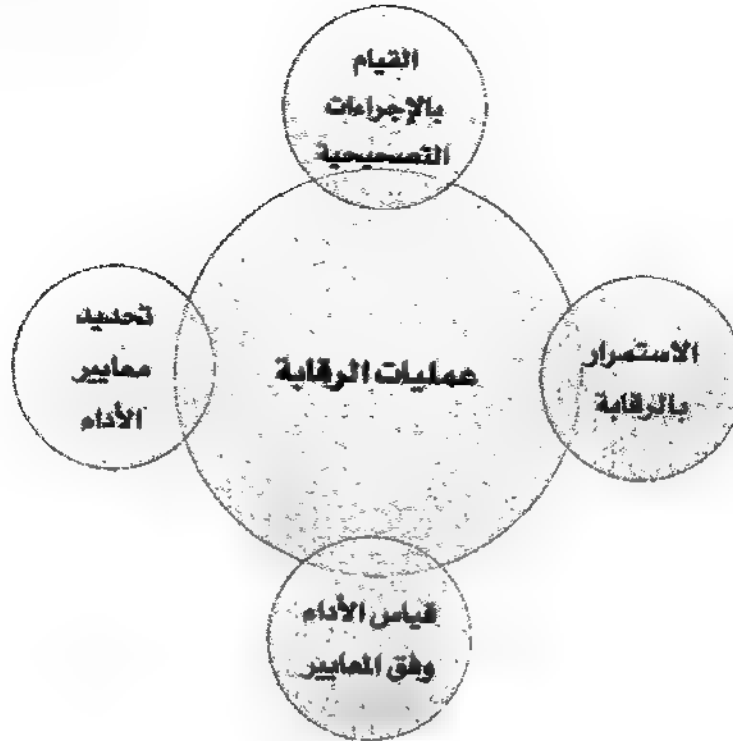 القيام
بالإجراءات
التصحيحية
تحديد
معايير
الأداء
عمليات الرقابة
الاستمرار
بالرقابة
قياس الأداء
وفق المعايير